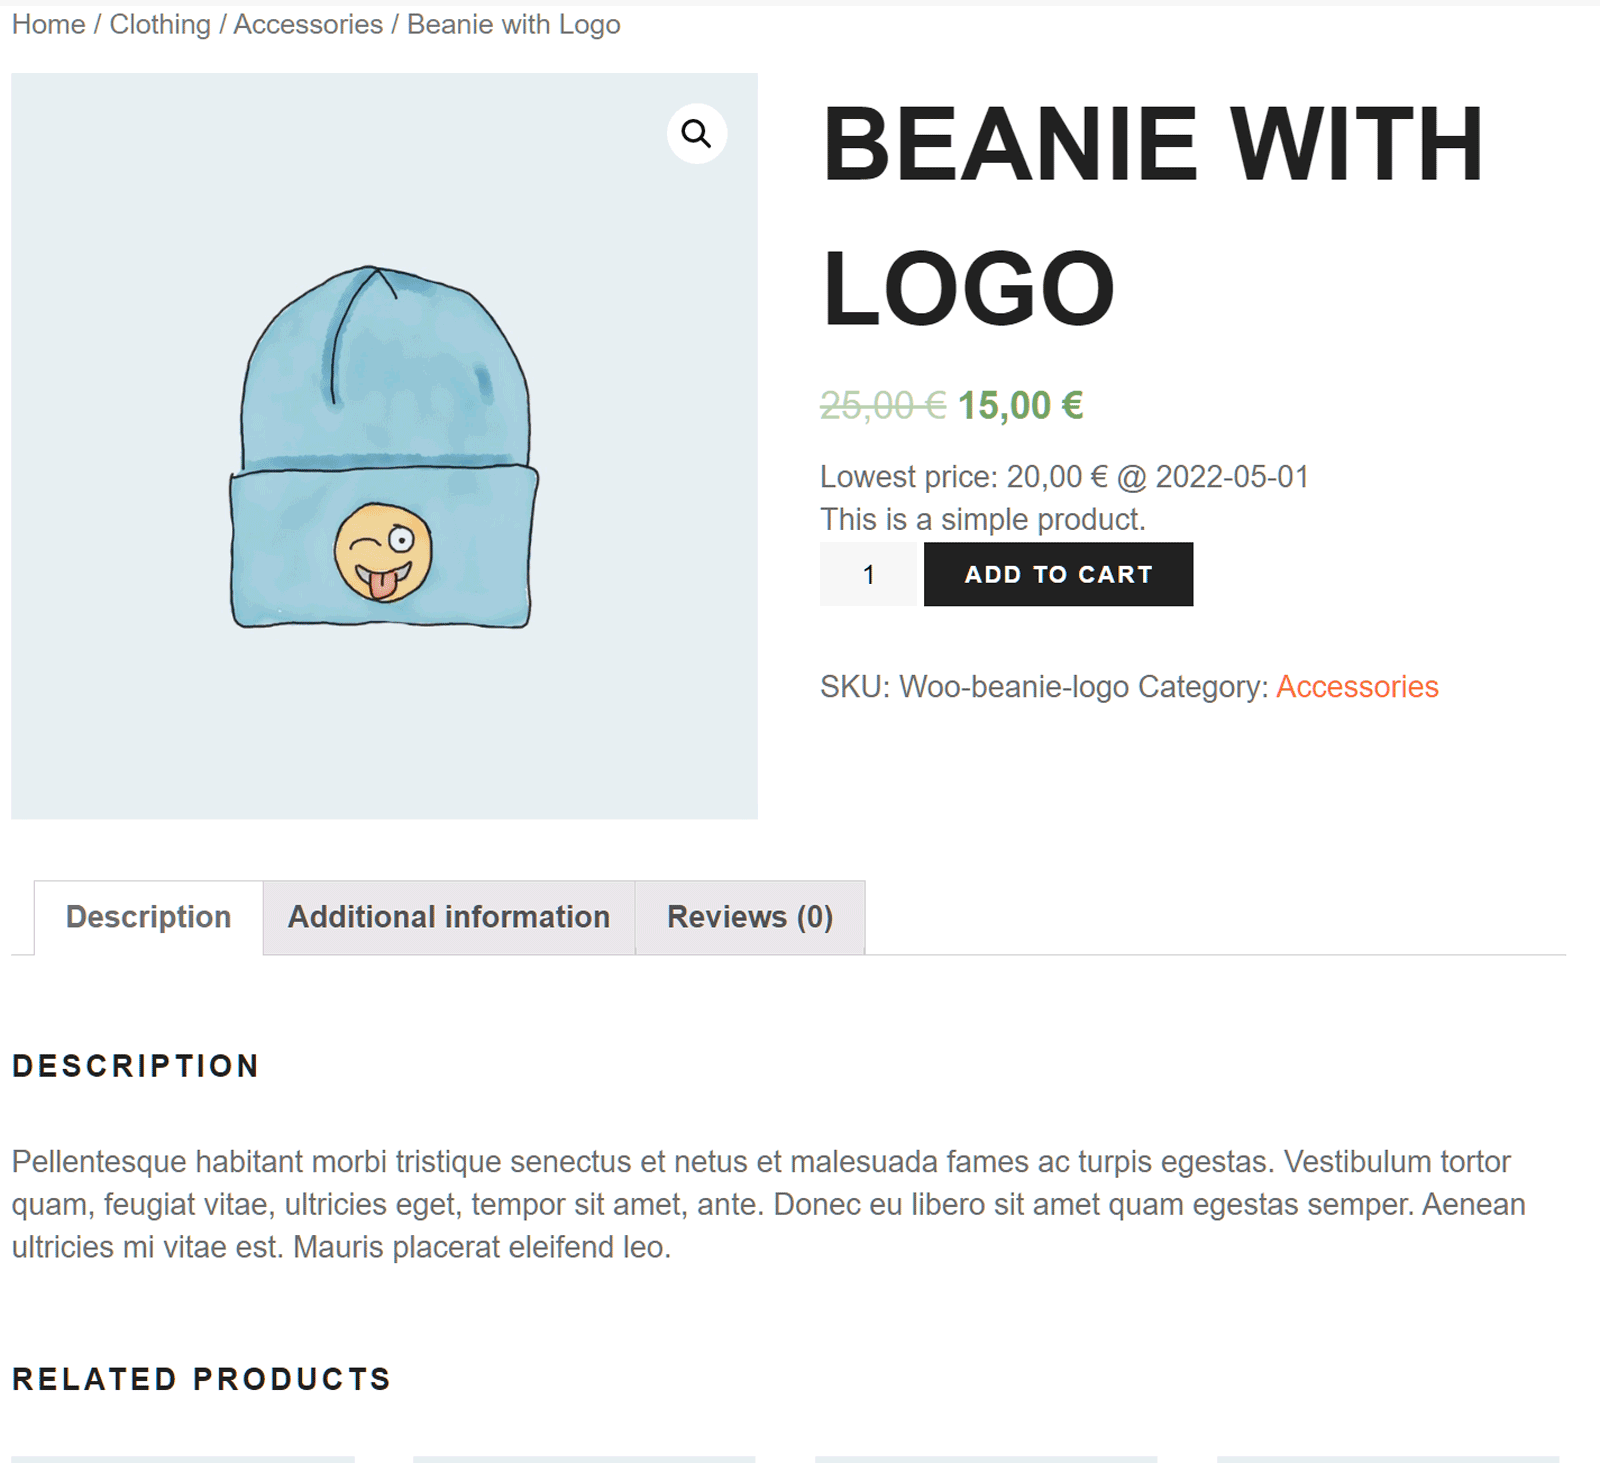 Home / Clothing / Accessories / Beanie with Logo
BEANIE WITH
LOGO
25,00 € 15,00 €
Lowest price: 20,00 € @ 2022-05-01
This is a simple product.
1 ADD TO CART
SKU: Woo-beanie-logo Category: Accessories
Description Additional information Reviews (0)
DESCRIPTION
Pellentesque habitant morbi tristique senectus et netus et malesuada fames ac turpis egestas. Vestibulum tortor
quam, feugiat vitae, ultricies eget, tempor sit amet, ante. Donec eu libero sit amet quam egestas semper. Aenean
ultricies mi vitae est. Mauris placerat eleifend leo.
RELATED PRODUCTS